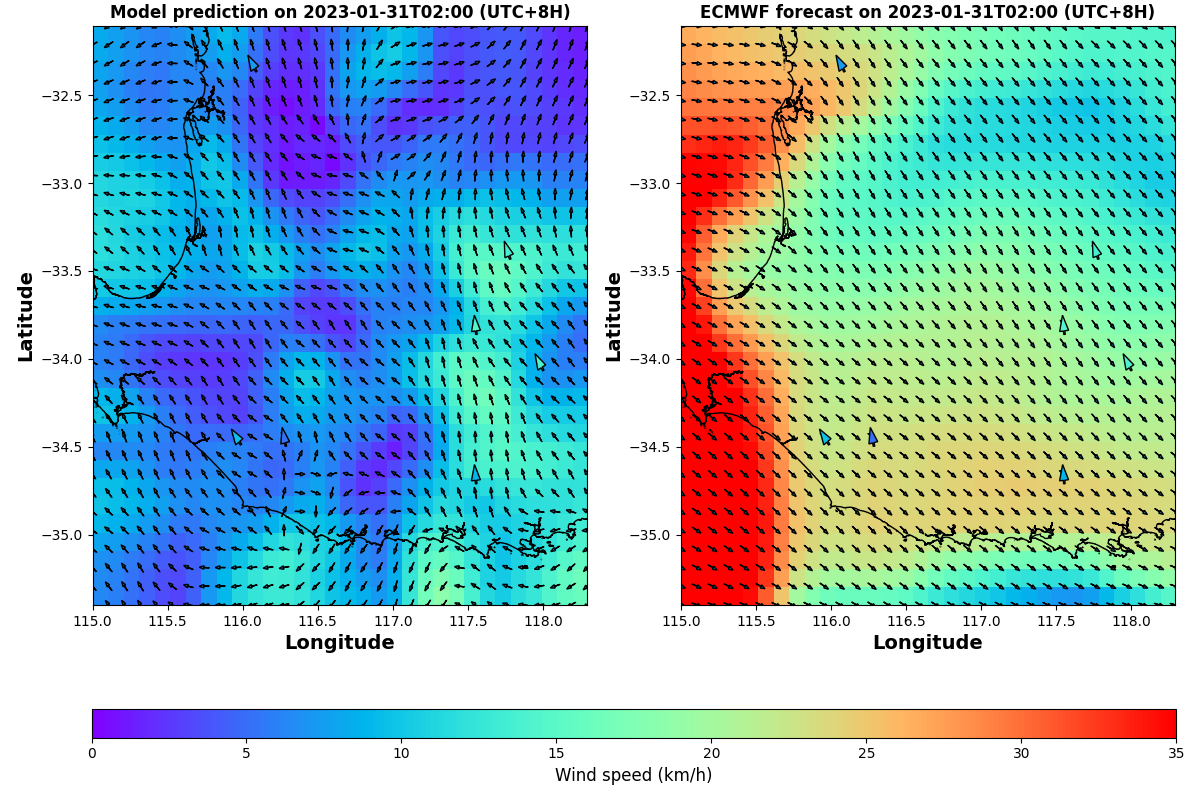 Model prediction on 2023-01-31T02:00 (UTC+8H)
ECMWF forecast on 2023-01-31T02:00 (UTC+8H)
Latitude
−32.5
−33.0
−33.5
−34.0
−34.5
−35.0
115.0 115.5 116.0 116.5 117.0 117.5 118.0
Longitude
Latitude
−32.5
−33.0
−33.5
−34.0
−34.5
−35.0
115.0 115.5 116.0 116.5 117.0 117.5 118.0
Longitude
0 5 10 15 20 25 30 35
Wind speed (km/h)